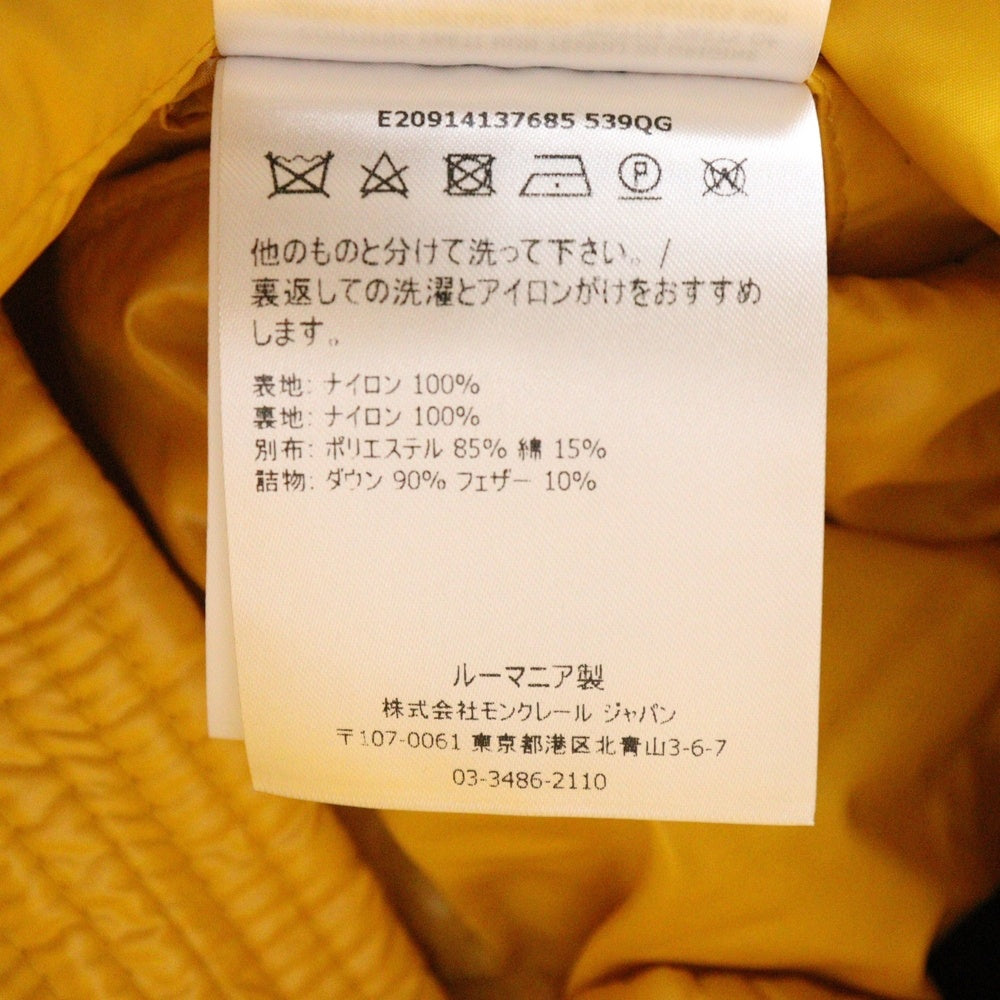 E20914137685 539QG
他のものと分けて洗って下さい。/
裏返しての洗濯とアイロンがけをおすすめ
します。
表地: ナイロン 100%
裏地: ナイロン 100%
別布: ポリエステル 85% 綿 15%
詰物: ダウン 90% フェザー 10%
ルーマニア製
株式会社モンクレール ジャパン
〒107-0061 東京都港区北青山3-6-7
03-3486-2110